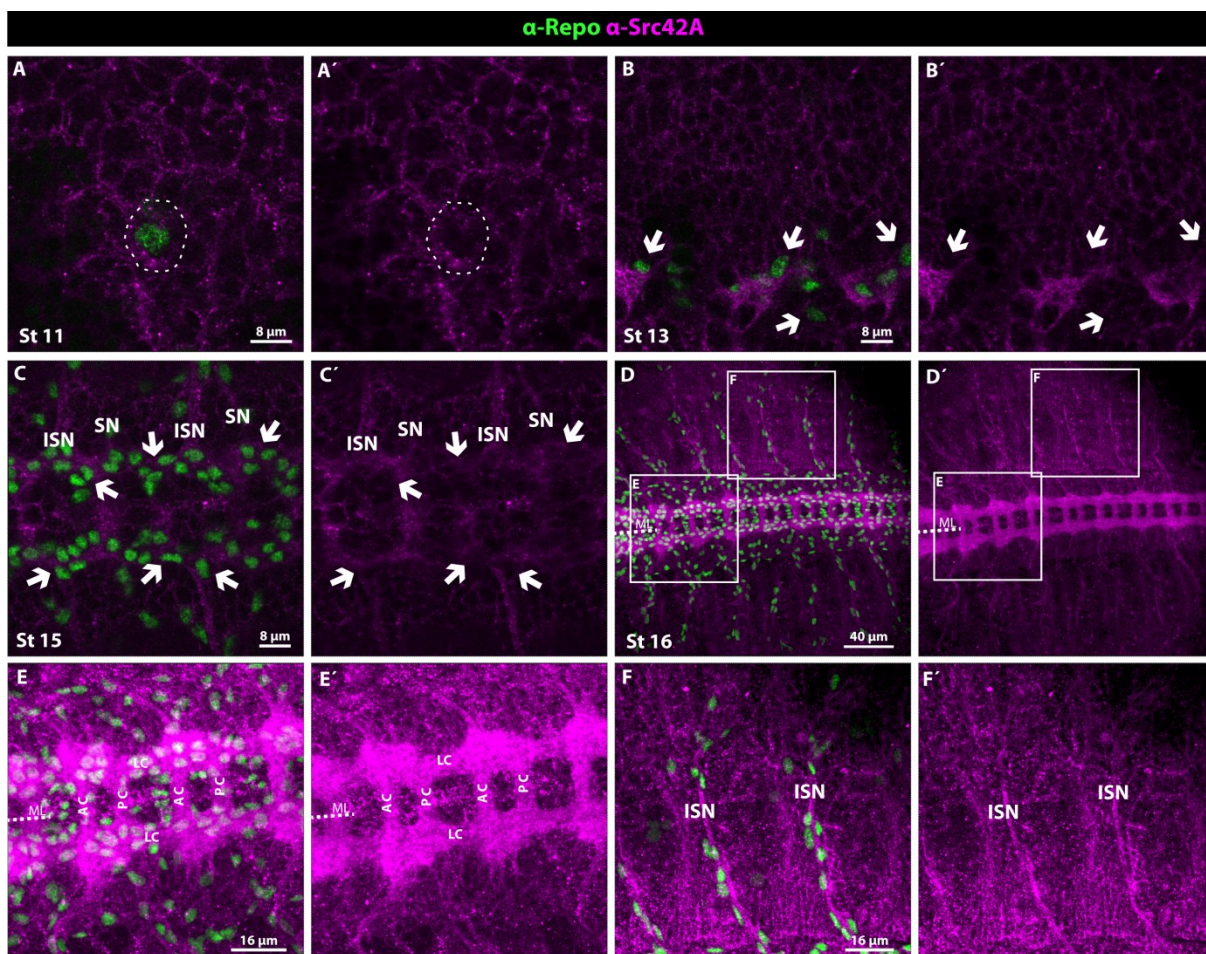 α-Repo α-Src42A
A
A´
B
B´
St 11
8 µm
St 13
8 µm
C
C´
D
D´
ISN SN ISN SN
ISN SN ISN SN
F
F
E
E
ML
ML
St 15
8 µm
St 16
40 µm
E
E´
F
F´
LC
LC
AC PC AC PC
AC PC AC PC
ML
ML
LC
LC
ISN ISN
ISN ISN
16 µm
16 µm